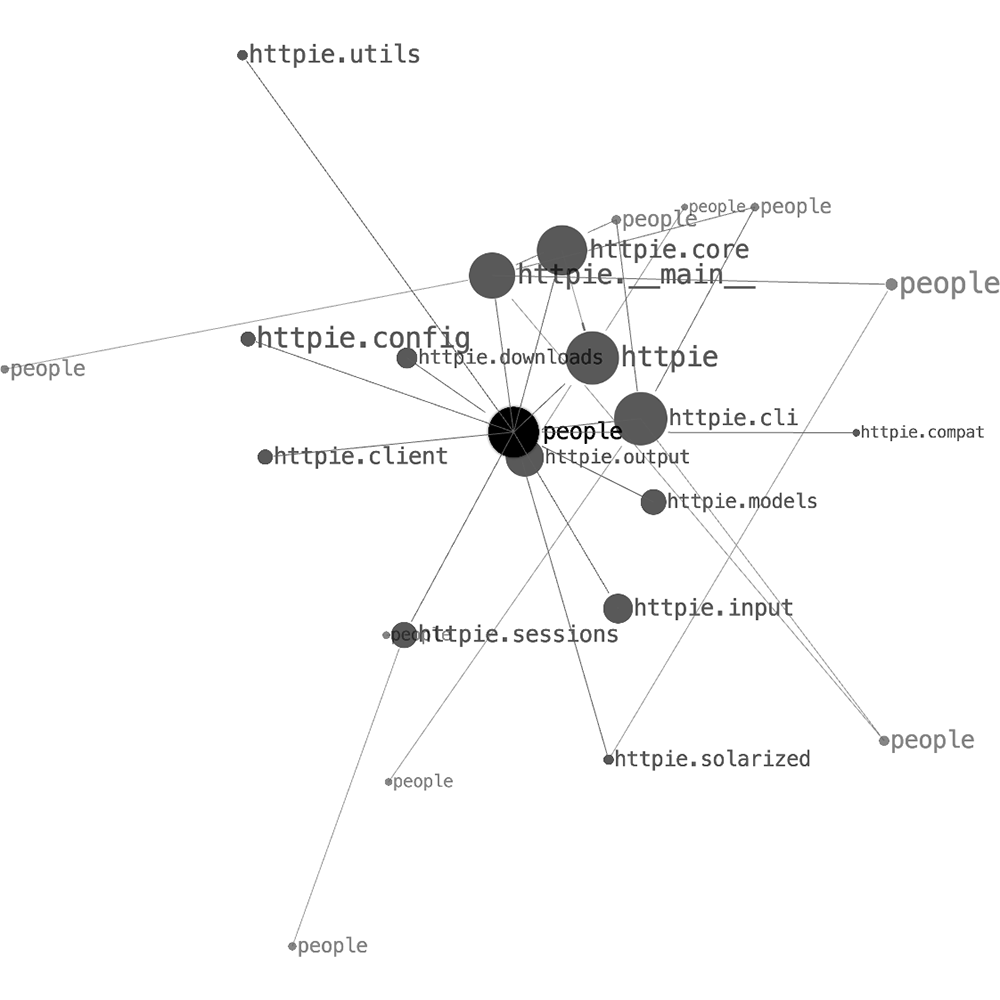 httpie.utils
people
people
people
httpie.core
httpie.__main__
people
httpie.config
httpie.downloads
httpie
people
httpie.cli
people
httpie.compat
httpie.client
httpie.output
httpie.models
httpie.input
people
httpie.sessions
people
httpie.solarized
people
people